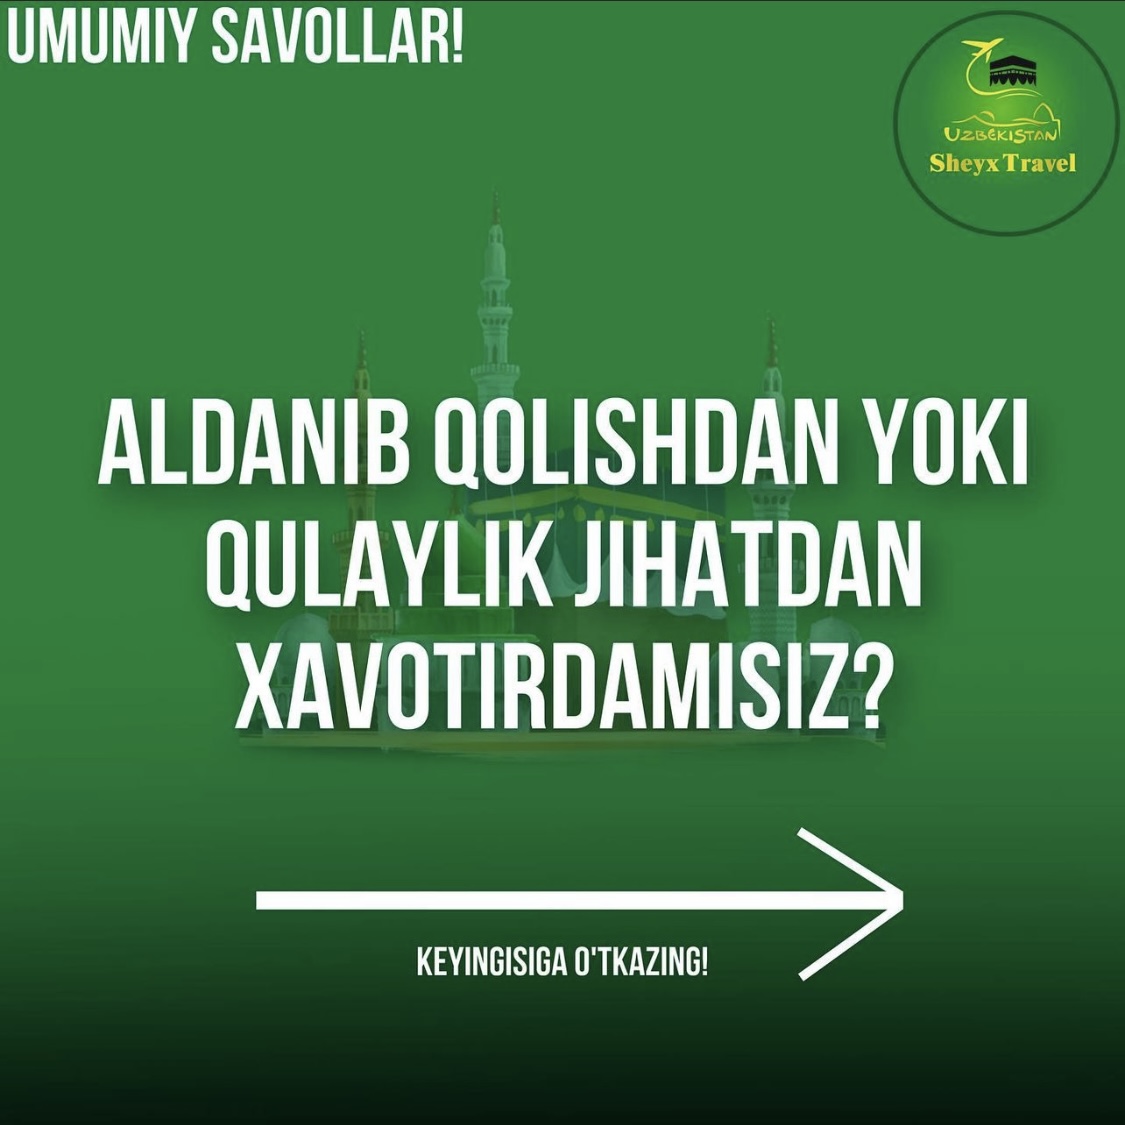 UMUMIY SAVOLLAR!
UZBEKISTAN
Sheyx Travel
ALDANIB QOLISHDAN YOKI
QULAYLIK JIHATDAN
XAVOTIRDAMISIZ?
KEYINGISIGA O'TKAZING!